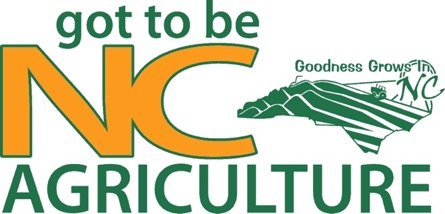 got to be
NC
Goodness Grows In
NC
AGRICULTURE